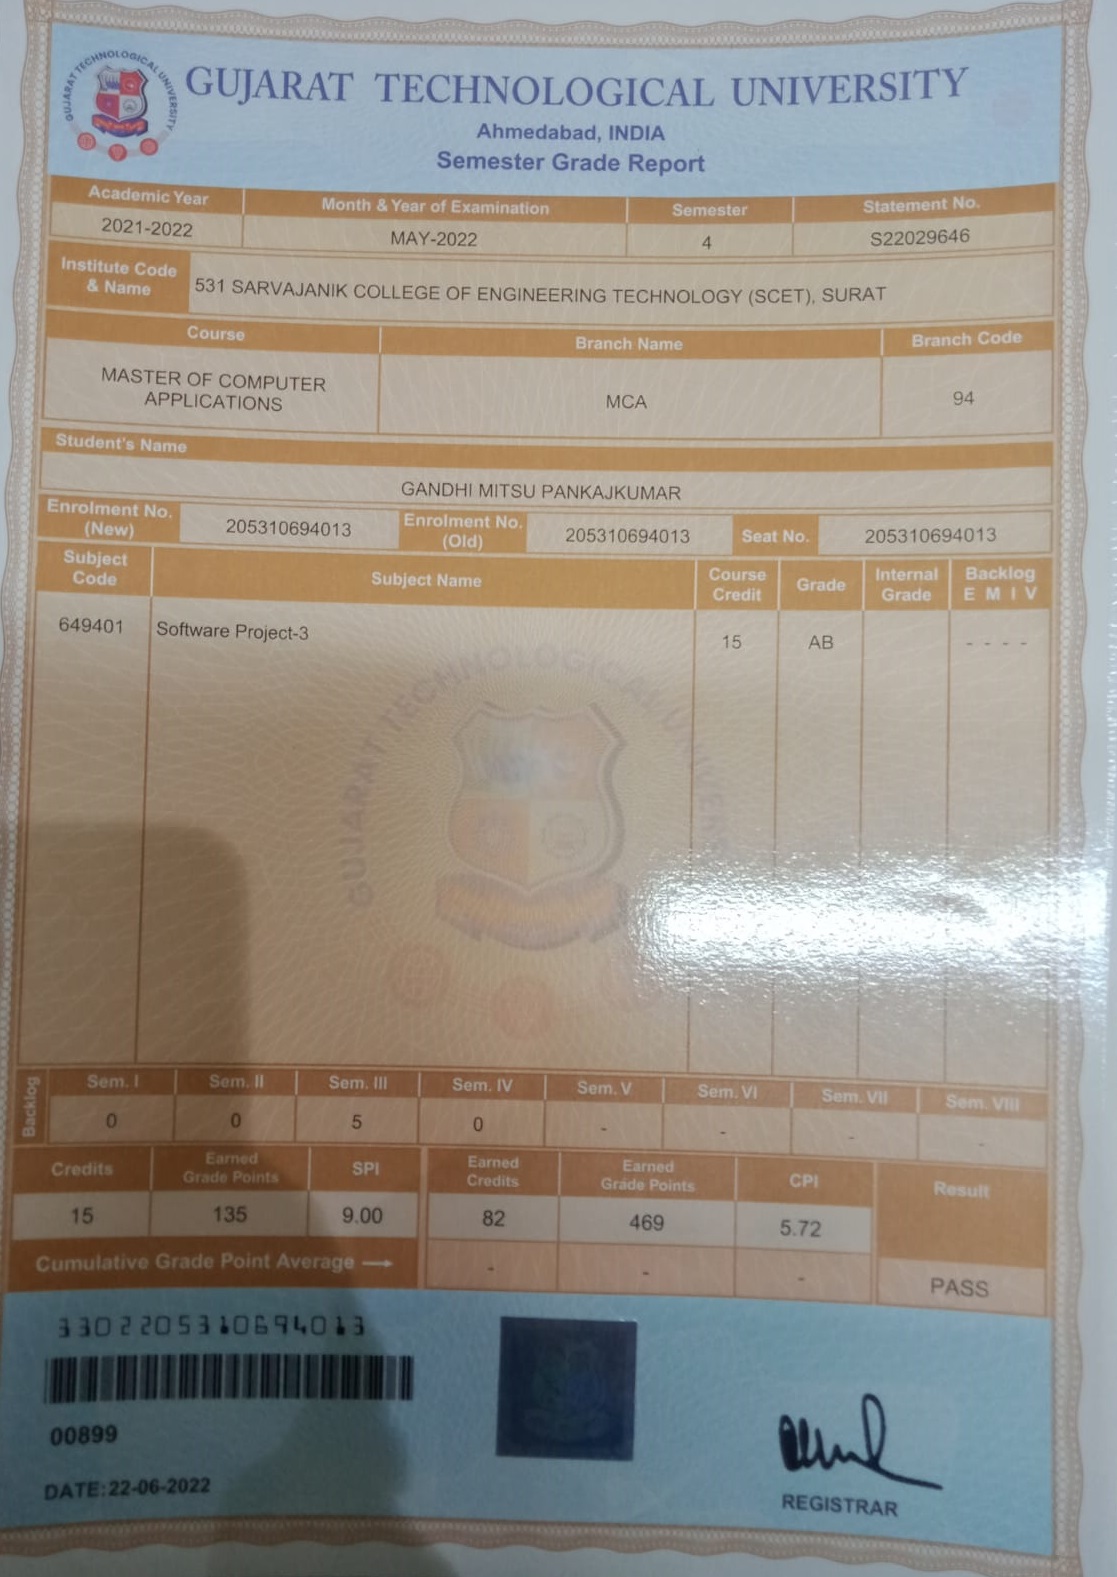 GUJARAT TECHNOLOGICAL UNIVERSITY
GUJARAT TECHNOLOGICAL UNIVERSITY
Ahmedabad, INDIA
Semester Grade Report
Academic Year Month & Year of Examination Semester Statement No.
2021-2022 MAY-2022 4 S22029646
Institute Code
& Name
531 SARVAJANIK COLLEGE OF ENGINEERING TECHNOLOGY (SCET), SURAT
Course Branch Name Branch Code
MASTER OF COMPUTER
APPLICATIONS
MCA 94
Student's Name
GANDHI MITSU PANKAJKUMAR
Enrolment No.
(New)
205310694013
Enrolment No.
(Old)
205310694013
Seat No. 205310694013
Subject
Code
Subject Name
Course
Credit
Grade
Internal
Grade
Backlog
E M I V
649401 Software Project-3 15 AB - - - -
GUJARAT TECHNOLOGICAL
Backlog
Sem. I Sem. II Sem. III Sem. IV Sem. V Sem. VI Sem. VII Sem. VIII
0 0 5 0 - - - -
Credits
Earned
Grade Points
SPI
Earned
Credits
Earned
Grade Points
CPI
Result
15 135 9.00 82 469 5.72
Cumulative Grade Point Average → - - -
PASS
3302205310694013
00899
DATE:22-06-2022
REGISTRAR